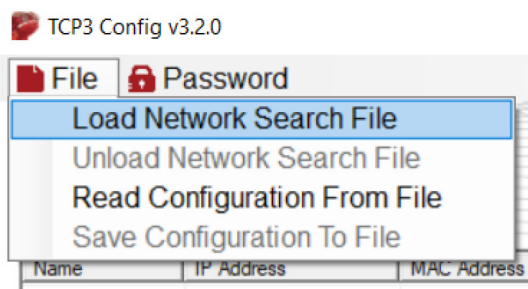 TCP3 Config v3.2.0
File Password
Load Network Search File
Unload Network Search File
Read Configuration From File
Save Configuration To File
Name IP Address MAC Address